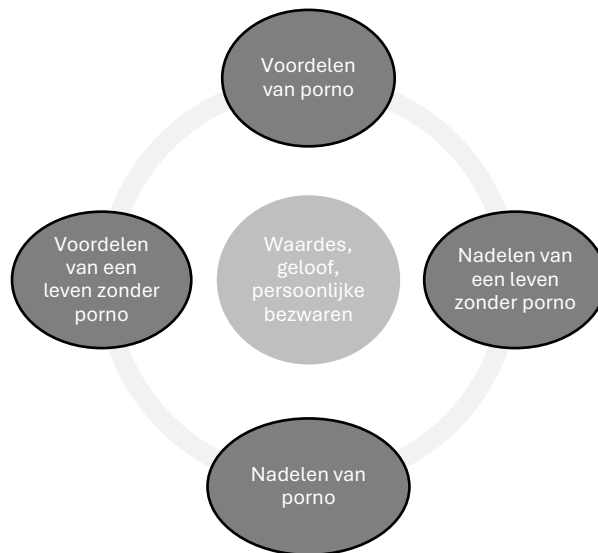 Voordelen
van porno
Voordelen
van een
leven zonder
porno
Waardes,
geloof,
persoonlijke
bezwaren
Nadelen van
een leven
zonder porno
Nadelen van
porno